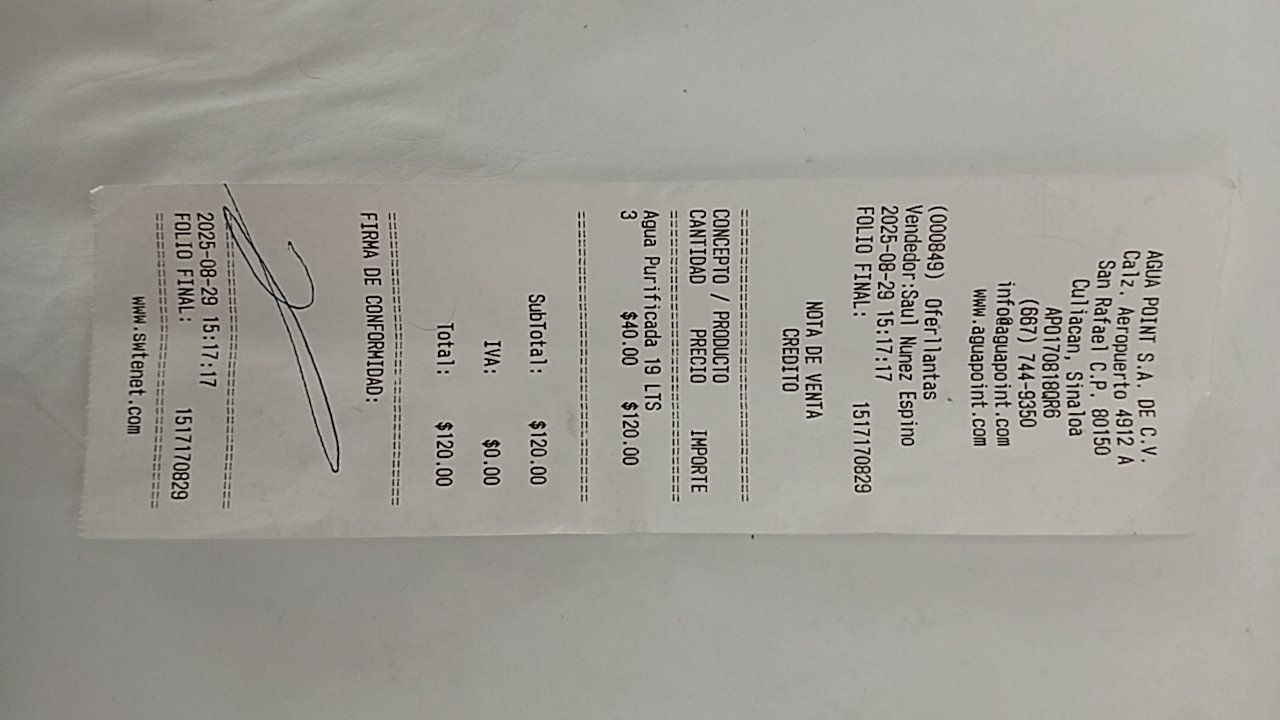 AGUA POINT S.A. DE C.V.
Calz. Aeropuerto 4912 A
San Rafael C.P. 80150
Culiacan, Sinaloa
APO170818QR6
(667) 744-9350
info@aguapoint.com
www.aguapoint.com
(000849) Oferllantas
Vendedor:Saul Nunez Espino
2025-08-29 15:17:17
FOLIO FINAL: 1517170829
NOTA DE VENTA
CREDITO
==============================
CONCEPTO / PRODUCTO
CANTIDAD PRECIO IMPORTE
==============================
Agua Purificada 19 LTS
3 $40.00 $120.00
==============================
SubTotal: $120.00
IVA: $0.00
Total: $120.00
==============================
FIRMA DE CONFORMIDAD:
==============================
2025-08-29 15:17:17
FOLIO FINAL: 1517170829
==============================
www.swtenet.com